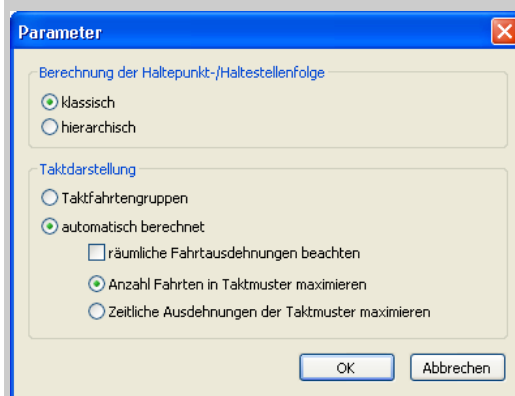 Parameter
Berechnung der Haltepunkt-/Haltestellenfolge
klassisch
hierarchisch
Taktdarstellung
Taktfahrtengruppen
automatisch berechnet
räumliche Fahrtausdehnungen beachten
Anzahl Fahrten in Taktmuster maximieren
Zeitliche Ausdehnungen der Taktmuster maximieren
OK Abbrechen